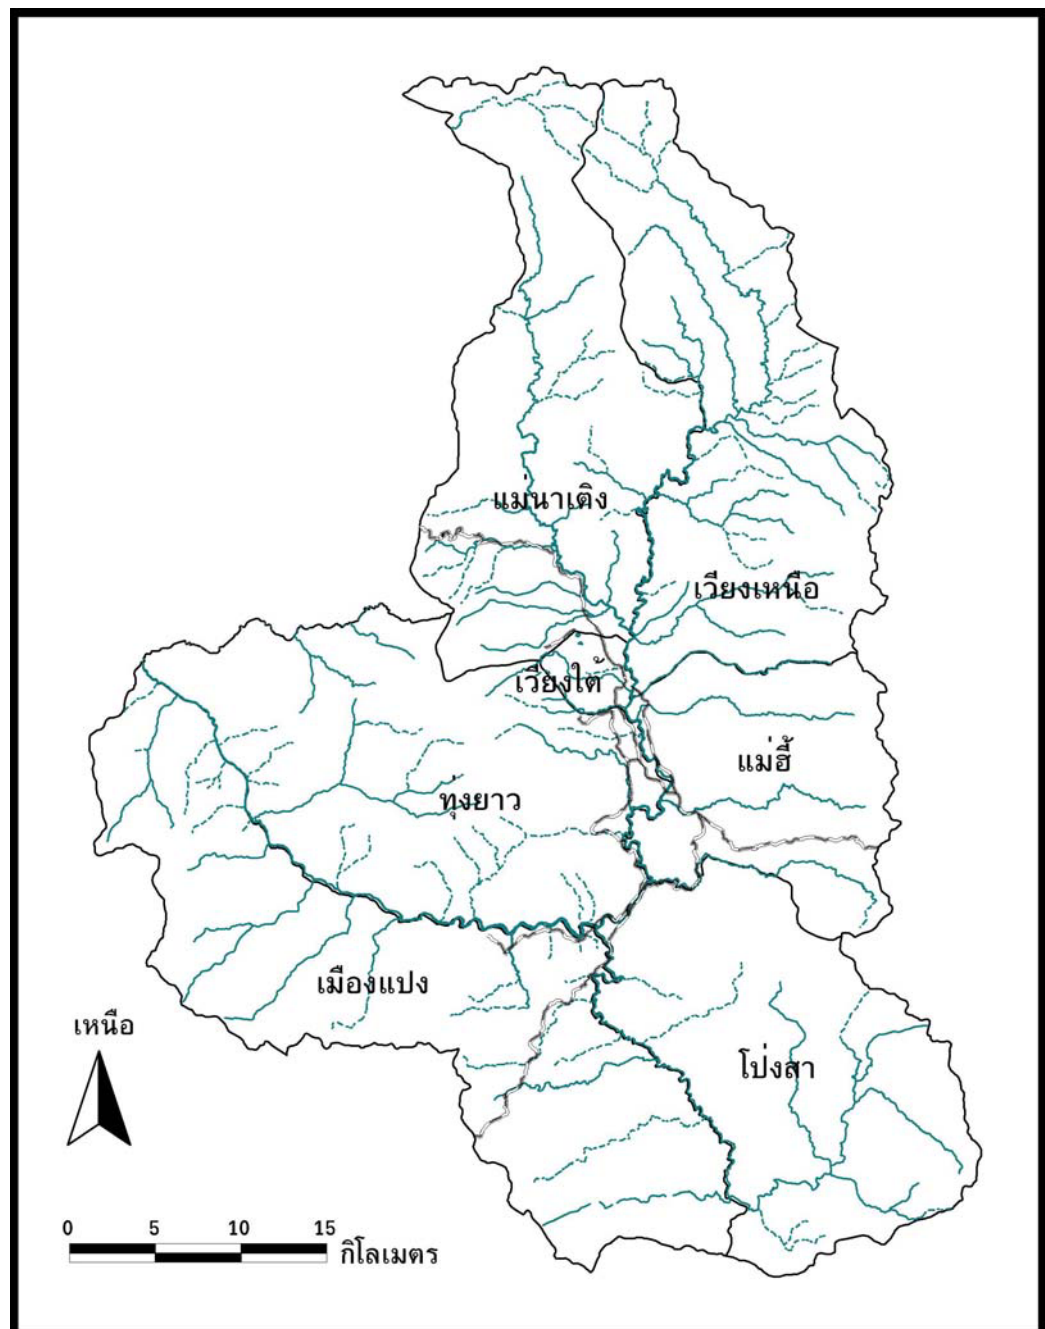 แม่นาเติง
เวียงเหนือ
เวียงใต้
แม่ฮี้
ทุ่งยาว
เมืองแปง
เหนือ
โป่งสา
0 5 10 15
กิโลเมตร